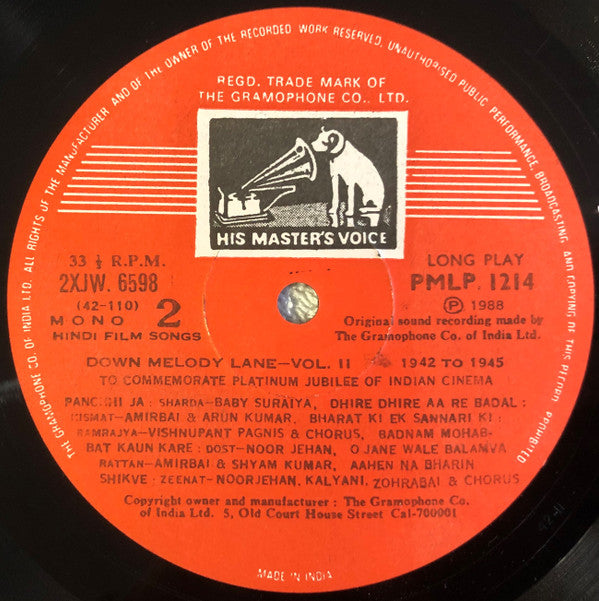 MANUFACTURER AND OF THE OWNER OF THE RECORDED WORK RESERVED. UNAUTHORISED PUBLIC PERFORMANCE, BROADCASTING AND COPYING OF THIS RECORD PROHIBITED
THE GRAMOPHONE CO. OF INDIA LTD. ALL RIGHTS OF THE
REGD. TRADE MARK OF
THE GRAMOPHONE CO., LTD.
HIS MASTER'S VOICE
33 ⅓ R.P.M.
LONG PLAY
2XJW. 6598
PMLP. 1214
(42-110)
Ⓟ 1988
MONO 2
Original sound recording made by
HINDI FILM SONGS
The Gramophone Co. of India Ltd.
DOWN MELODY LANE—VOL. II 1942 TO 1945
TO COMMEMORATE PLATINUM JUBILEE OF INDIAN CINEMA
PANCCHI JA : SHARDA—BABY SURAIYA, DHIRE DHIRE AA RE BADAL :
KISMAT—AMIRBAI & ARUN KUMAR, BHARAT KI EK SANNARI KI :
RAMRAJYA—VISHNUPANT PAGNIS & CHORUS, BADNAM MOHAB-
BAT KAUN KARE : DOST—NOOR JEHAN, O JANE WALE BALAMVA
RATTAN—AMIRBAI & SHYAM KUMAR, AAHEN NA BHARIN
SHIKVE : ZEENAT—NOORJEHAN, KALYANI, ZOHRABAI & CHORUS
Copyright owner and manufacturer : The Gramophone Co.
of India Ltd. 5, Old Court House Street Cal-700001
MADE IN INDIA